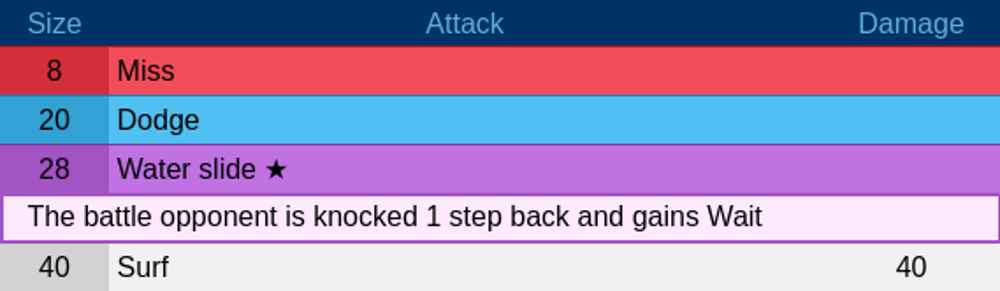 Size Attack Damage
8 Miss
20 Dodge
28 Water slide ★
The battle opponent is knocked 1 step back and gains Wait
40 Surf 40